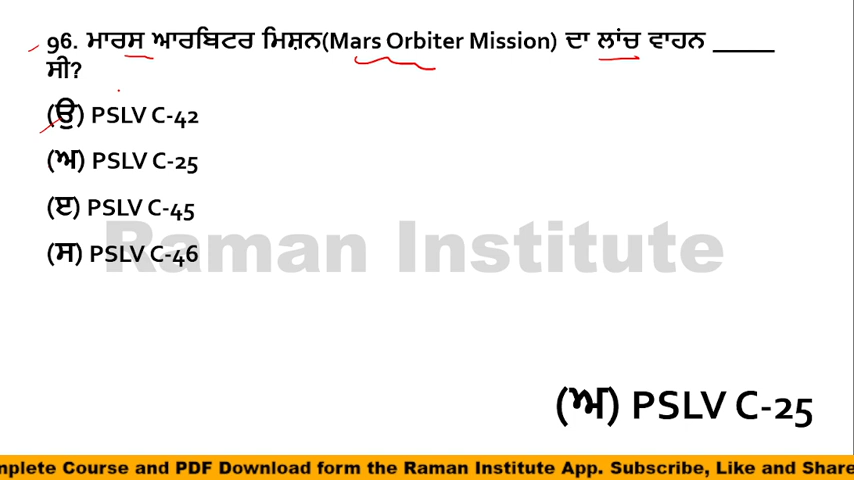 96. ਮਾਰਸ ਆਰਬਿਟਰ ਮਿਸ਼ਨ(Mars Orbiter Mission) ਦਾ ਲਾਂਚ ਵਾਹਨ ______
ਸੀ?
(ਉ) PSLV C-42
(ਅ) PSLV C-25
(ੲ) PSLV C-45
(ਸ) PSLV C-46
Raman Institute
(ਅ) PSLV C-25
mplete Course and PDF Download form the Raman Institute App. Subscribe, Like and Share